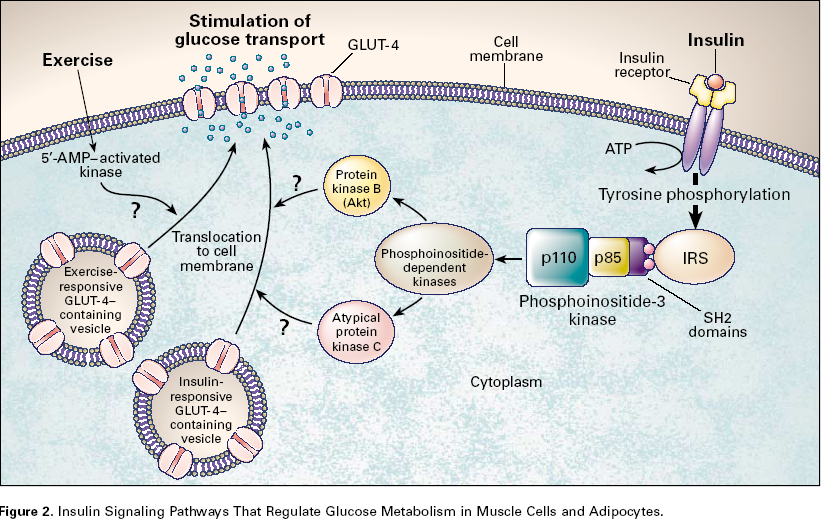 Stimulation of
glucose transport
GLUT-4
Cell
membrane
Insulin
Insulin
receptor
Exercise
5′-AMP–activated
kinase
?
ATP
Tyrosine phosphorylation
Protein
kinase B
(Akt)
?
Translocation
to cell
membrane
Phosphoinositide-
dependent
kinases
p110
p85
IRS
Phosphoinositide-3
kinase
SH2
domains
Exercise-
responsive
GLUT-4–
containing
vesicle
Atypical
protein
kinase C
?
Insulin-
responsive
GLUT-4–
containing
vesicle
Cytoplasm
Figure 2. Insulin Signaling Pathways That Regulate Glucose Metabolism in Muscle Cells and Adipocytes.